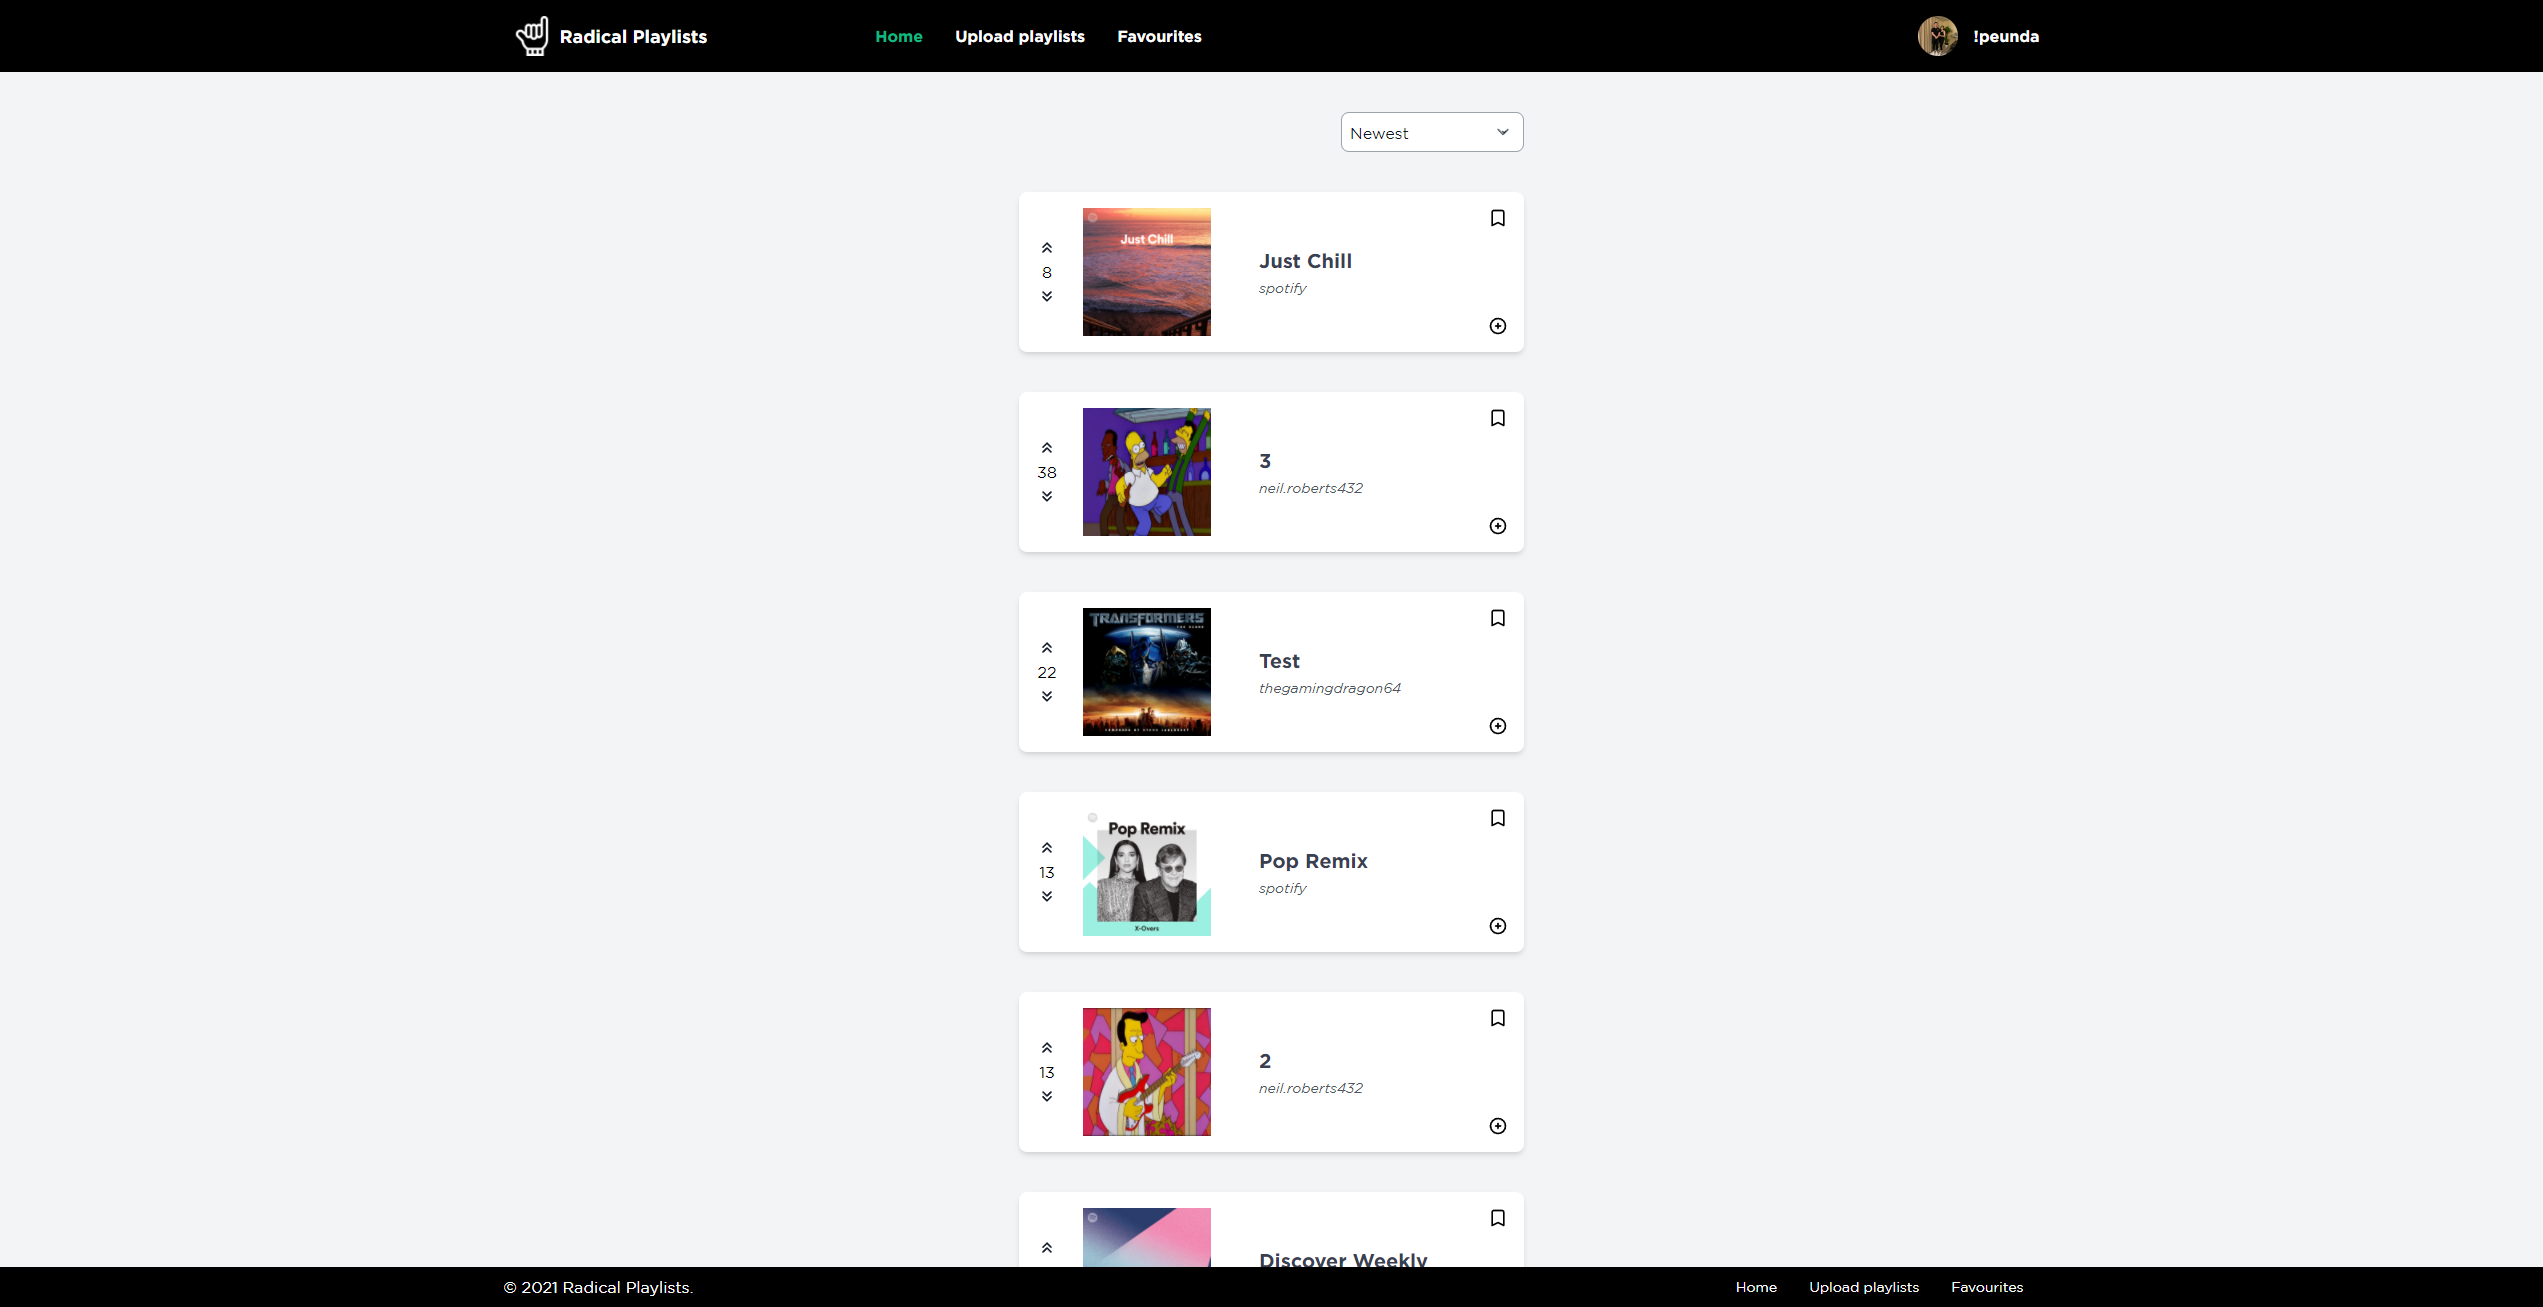 Radical Playlists
Home
Upload playlists
Favourites
!peunda
Newest
Just Chill
8
Just Chill
spotify
38
3
neil.roberts432
TRANSFORMERS
THE SCORE
22
Test
thegamingdragon64
Pop Remix
13
Pop Remix
spotify
X-Overs
13
2
neil.roberts432
Discover Weekly
© 2021 Radical Playlists.
Home
Upload playlists
Favourites